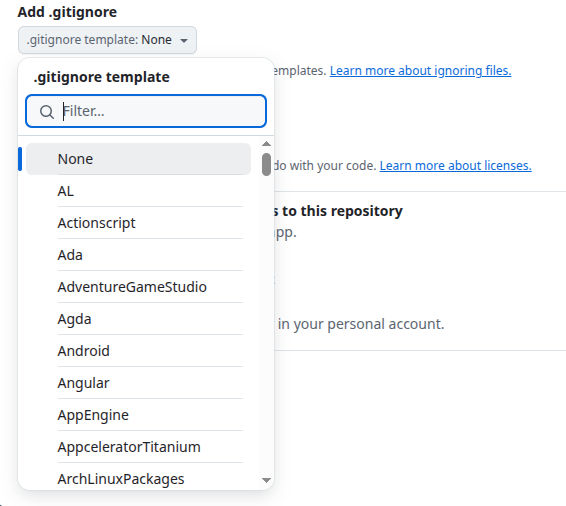 Add .gitignore
.gitignore template: None
emplates. Learn more about ignoring files.
.gitignore template
Filter...
None
do with your code. Learn more about licenses.
AL
Actionscript
s to this repository
app.
Ada
AdventureGameStudio
Agda
in your personal account.
Android
Angular
AppEngine
AppceleratorTitanium
ArchLinuxPackages